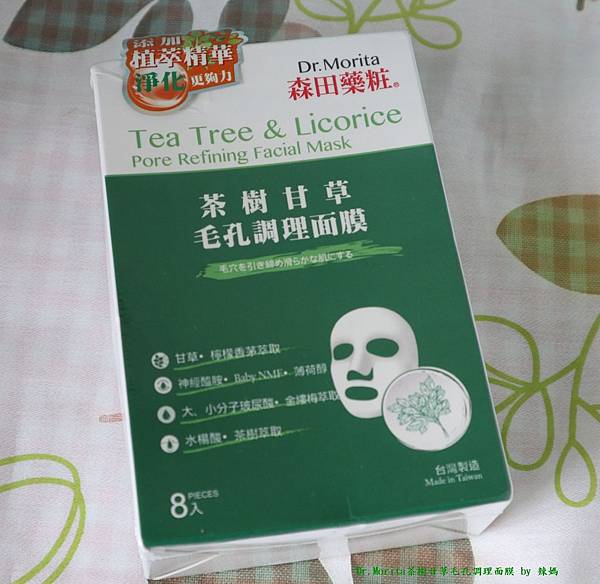 添加
植萃精華
淨化更夠力
Dr.Morita
森田藥粧®
Tea Tree & Licorice
Pore Refining Facial Mask
茶樹甘草
毛孔調理面膜
毛穴を引き締め滑らかな肌にする
甘草•檸檬香茅萃取
神經醯胺•Baby NMF•薄荷醇
大、小分子玻尿酸•金縷梅萃取
水楊酸•茶樹萃取
台灣製造
Made in Taiwan
8 PIECES
入
Dr.Morita茶樹甘草毛孔調理面膜 by 辣媽